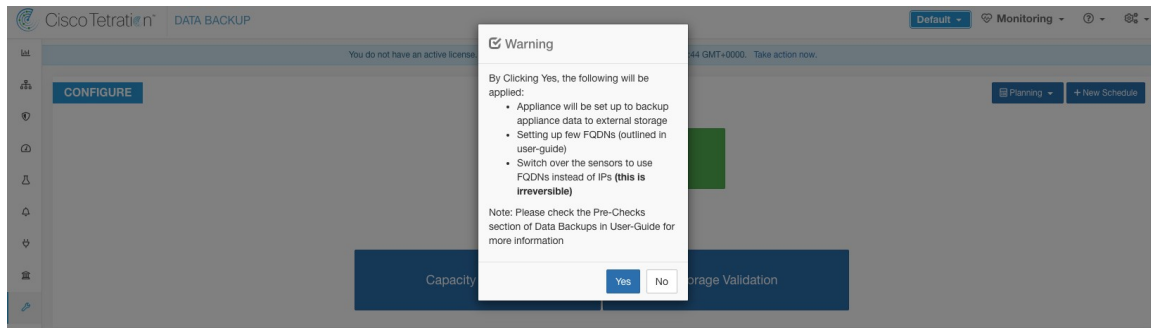 Cisco Tetration DATA BACKUP
Default
Monitoring
Warning
You do not have an active license.
:44 GMT+0000. Take action now.
By Clicking Yes, the following will be
applied:
CONFIGURE
Planning
+ New Schedule
• Appliance will be set up to backup
appliance data to external storage
• Setting up few FQDNs (outlined in
user-guide)
• Switch over the sensors to use
FQDNs instead of IPs (this is
irreversible)
Note: Please check the Pre-Checks
section of Data Backups in User-Guide for
more information
Capacity
orage Validation
Yes
No